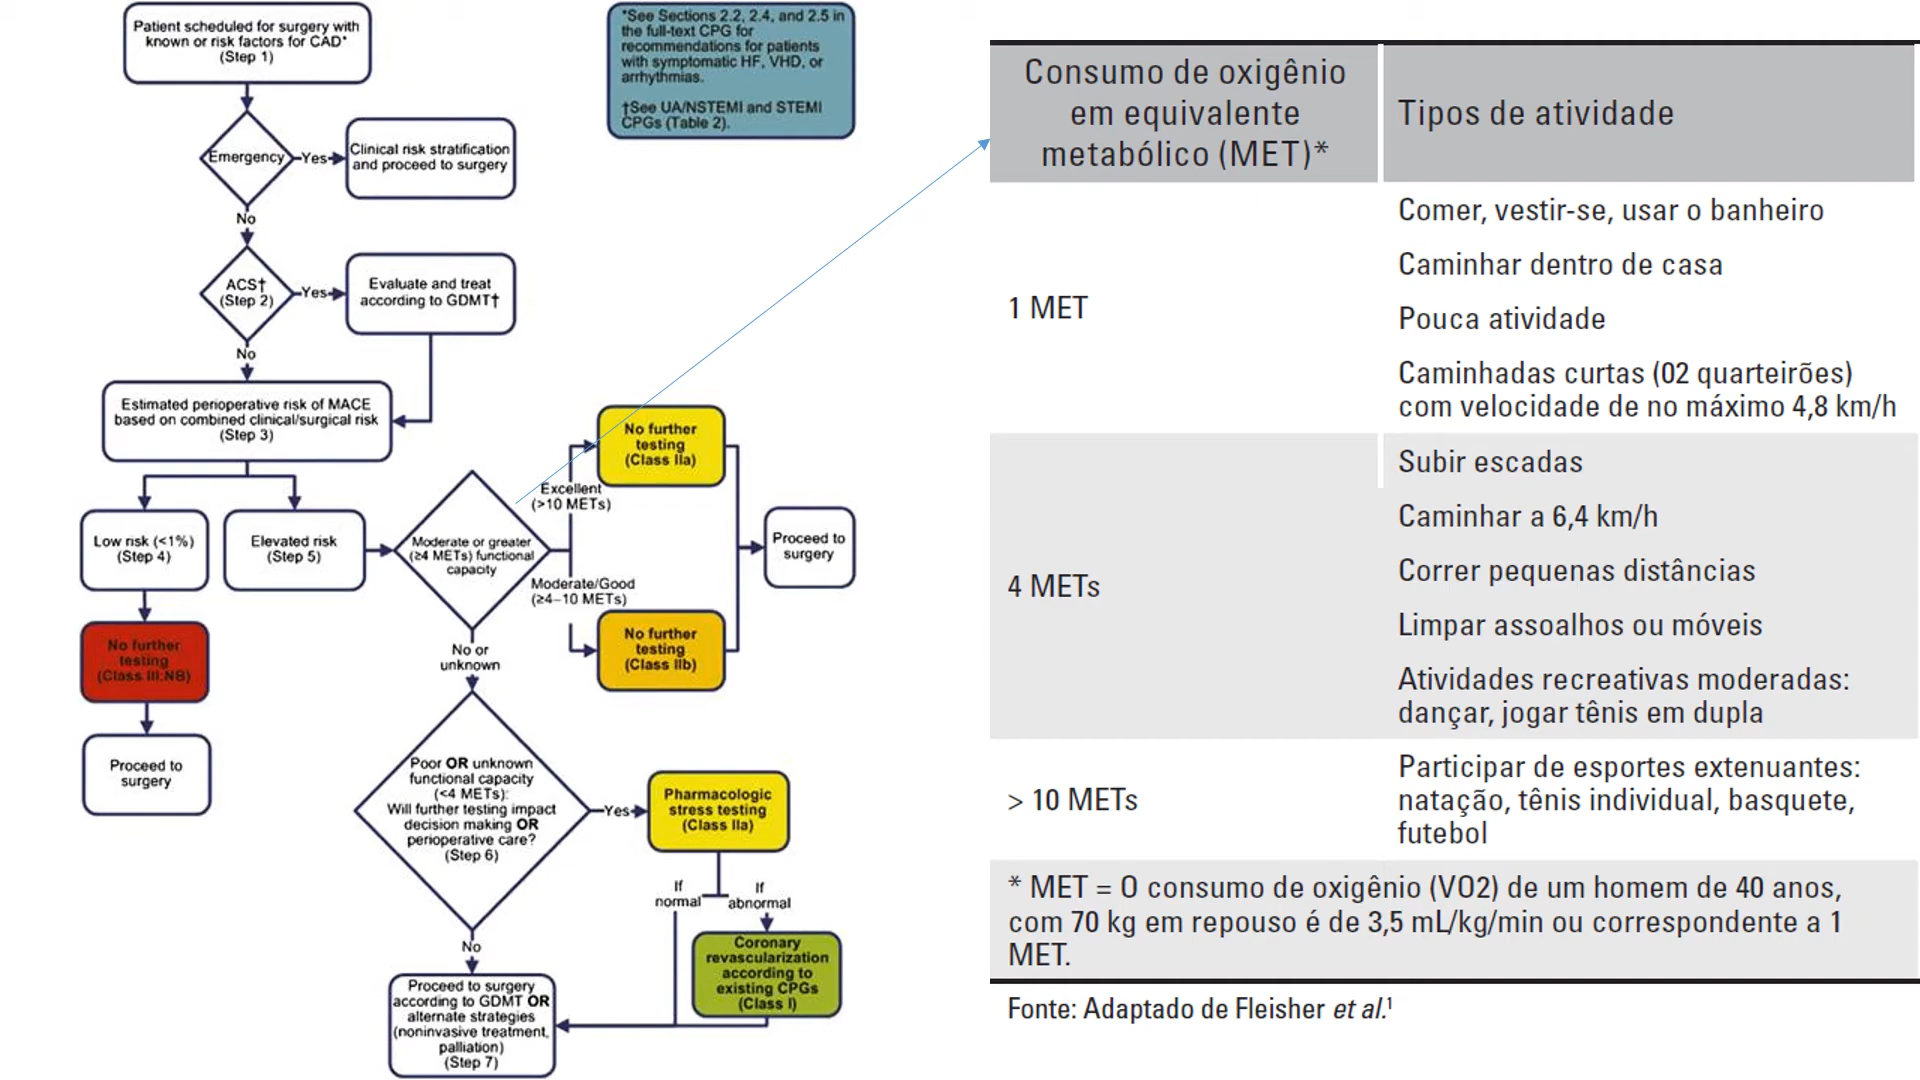 Patient scheduled for surgery with
known or risk factors for CAD*
(Step 1)
*See Sections 2.2, 2.4, and 2.5 in
the full-text CPG for
recommendations for patients
with symptomatic HF, VHD, or
arrhythmias.
†See UA/NSTEMI and STEMI
CPGs (Table 2).
Emergency
Yes
Clinical risk stratification
and proceed to surgery
No
ACS†
(Step 2)
Yes
Evaluate and treat
according to GDMT†
No
Estimated perioperative risk of MACE
based on combined clinical/surgical risk
(Step 3)
Low risk (<1%)
(Step 4)
Elevated risk
(Step 5)
Moderate or greater
(≥4 METs) functional
capacity
Excellent
(>10 METs)
No further
testing
(Class IIa)
Moderate/Good
(≥4–10 METs)
No further
testing
(Class IIb)
Proceed to
surgery
No further
testing
(Class III:NB)
Proceed to
surgery
No or
unknown
Poor OR unknown
functional capacity
(<4 METs):
Will further testing impact
decision making OR
perioperative care?
(Step 6)
Yes
Pharmacologic
stress testing
(Class IIa)
If
normal
If
abnormal
Coronary
revascularization
according to
existing CPGs
(Class I)
No
Proceed to surgery
according to GDMT OR
alternate strategies
(noninvasive treatment,
palliation)
(Step 7)
Consumo de oxigênio
em equivalente
metabólico (MET)*
Tipos de atividade
1 MET
Comer, vestir-se, usar o banheiro
Caminhar dentro de casa
Pouca atividade
Caminhadas curtas (02 quarteirões)
com velocidade de no máximo 4,8 km/h
4 METs
Subir escadas
Caminhar a 6,4 km/h
Correr pequenas distâncias
Limpar assoalhos ou móveis
Atividades recreativas moderadas:
dançar, jogar tênis em dupla
> 10 METs
Participar de esportes extenuantes:
natação, tênis individual, basquete,
futebol
* MET = O consumo de oxigênio (VO2) de um homem de 40 anos,
com 70 kg em repouso é de 3,5 mL/kg/min ou correspondente a 1
MET.
Fonte: Adaptado de Fleisher et al.¹